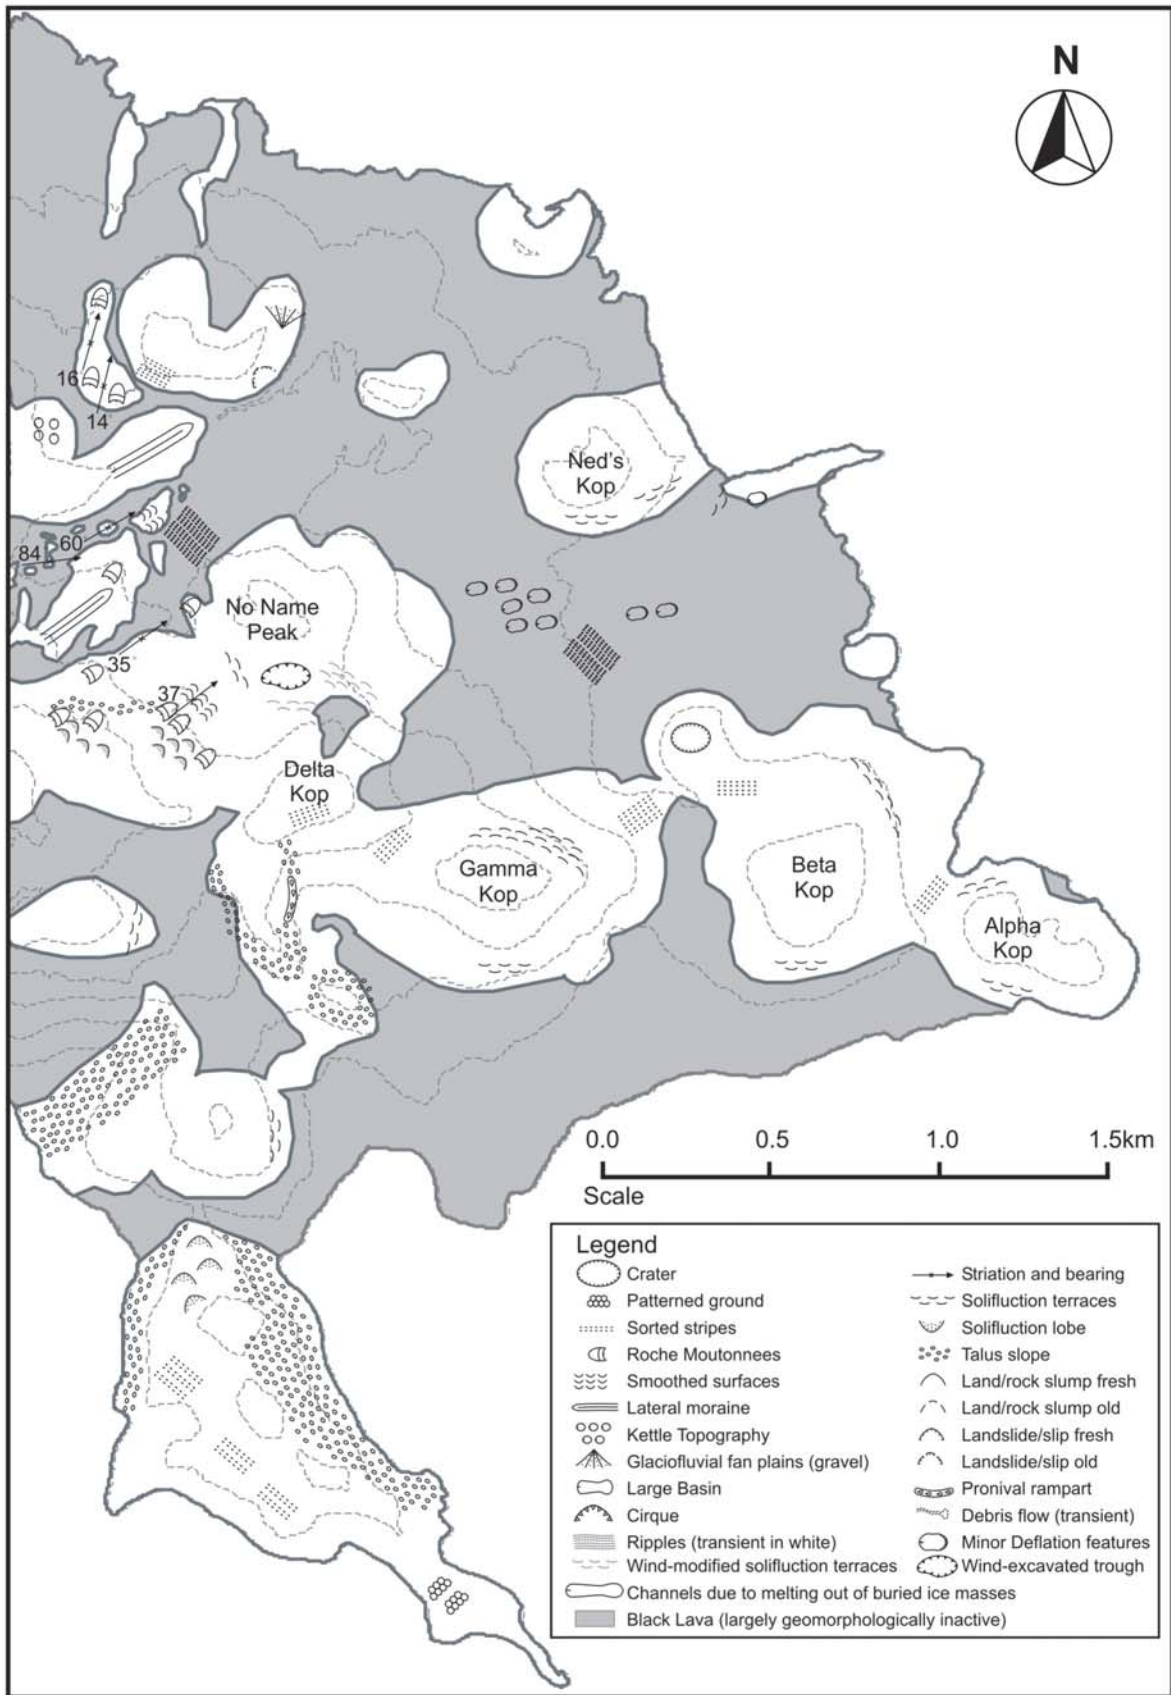 N
16
14
Ned's
Kop
60
84
No Name
Peak
35
37
Delta
Kop
Gamma
Kop
Beta
Kop
Alpha
Kop
0.0 0.5 1.0 1.5km
Scale
Legend
Crater
Patterned ground
Sorted stripes
Roche Moutonnees
Smoothed surfaces
Lateral moraine
Kettle Topography
Glaciofluvial fan plains (gravel)
Large Basin
Cirque
Ripples (transient in white)
Wind-modified solifluction terraces
Channels due to melting out of buried ice masses
Black Lava (largely geomorphologically inactive)
Striation and bearing
Solifluction terraces
Solifluction lobe
Talus slope
Land/rock slump fresh
Land/rock slump old
Landslide/slip fresh
Landslide/slip old
Pronival rampart
Debris flow (transient)
Minor Deflation features
Wind-excavated trough